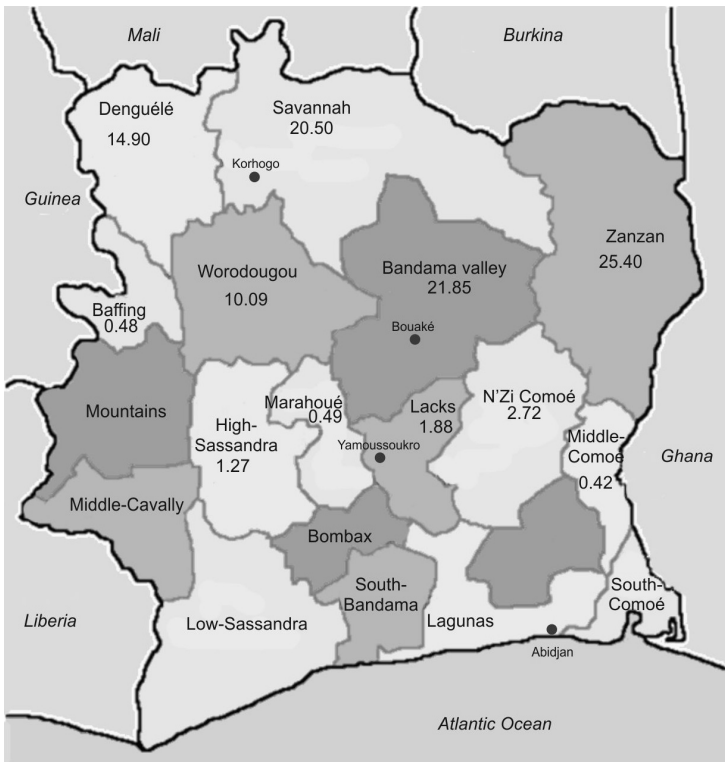 Mali
Burkina
Denguélé
14.90
Savannah
20.50
Korhogo
Guinea
Zanzan
25.40
Worodougou
10.09
Bandama valley
21.85
Baffing
0.48
Bouaké
Mountains
Marahoué
0.49
Lacks
1.88
N'Zi Comoé
2.72
High-
Sassandra
1.27
Yamoussoukro
Middle-
Comoé
0.42
Ghana
Middle-Cavally
Bombax
South-
Bandama
South-
Comoé
Liberia
Low-Sassandra
Lagunas
Abidjan
Atlantic Ocean